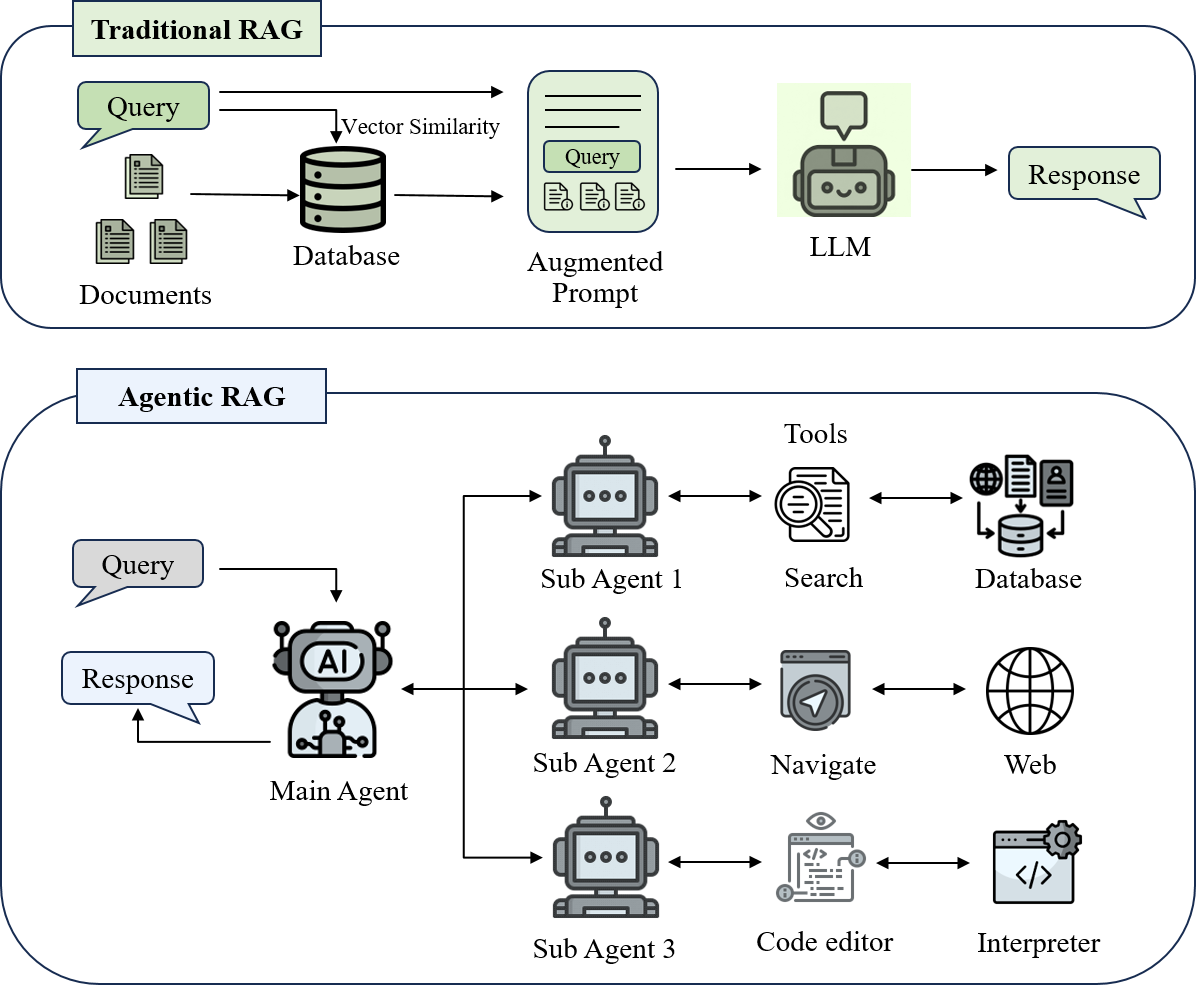 Traditional RAG
Query
Vector Similarity
Query
Response
Database
LLM
Augmented
Prompt
Documents
Agentic RAG
Tools
Query
Sub Agent 1
Search
Database
AI
Response
Sub Agent 2
Navigate
Web
Main Agent
</>
</>
Sub Agent 3
Code editor
Interpreter